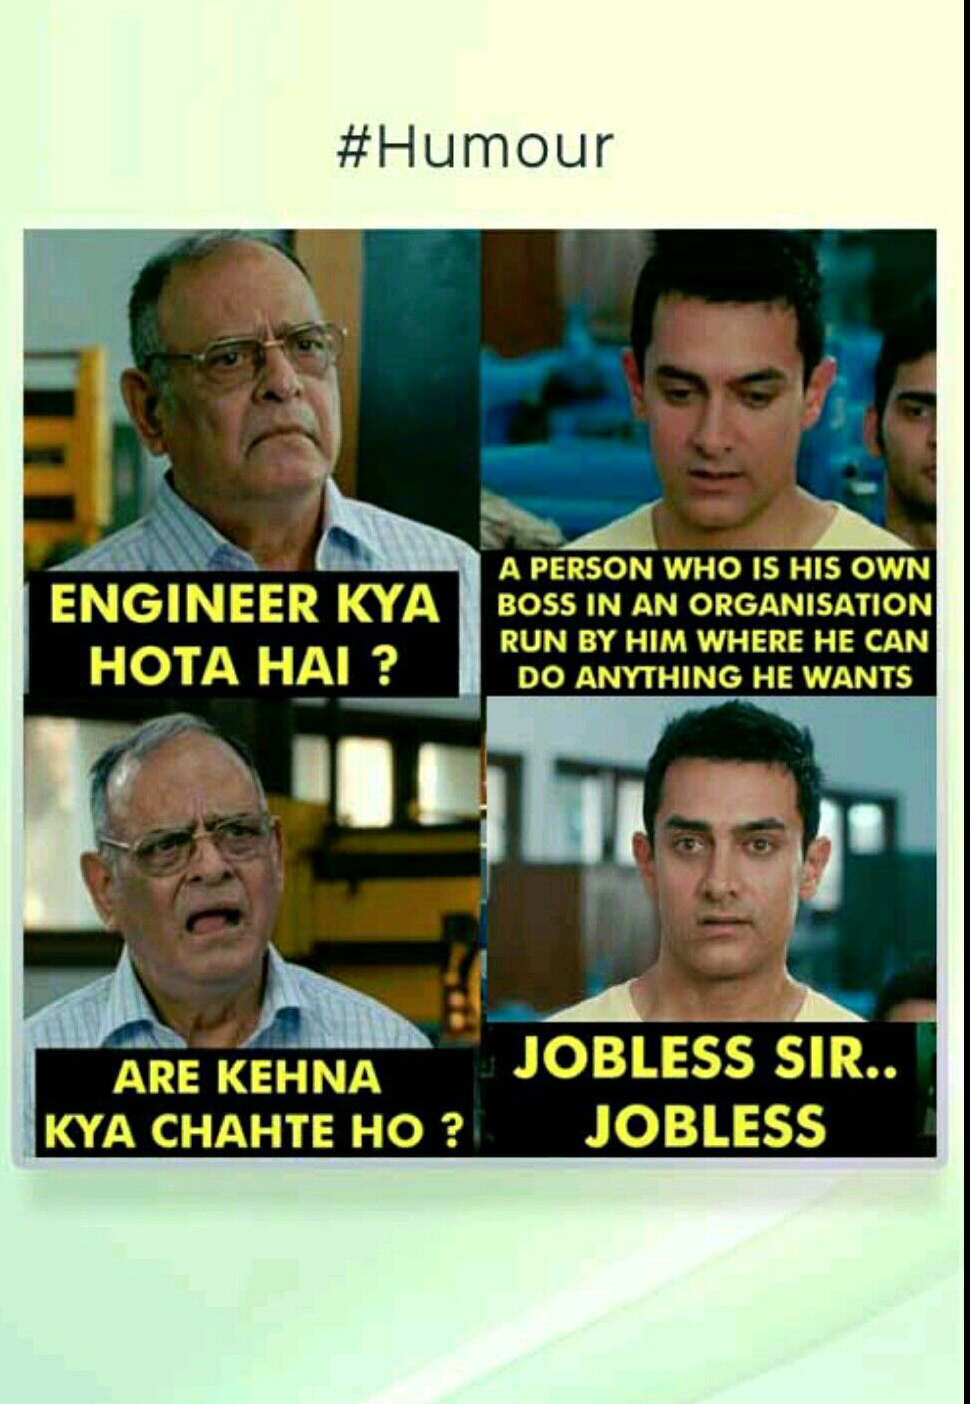 #Humour
ENGINEER KYA
HOTA HAI ?
A PERSON WHO IS HIS OWN
BOSS IN AN ORGANISATION
RUN BY HIM WHERE HE CAN
DO ANYTHING HE WANTS
ARE KEHNA
KYA CHAHTE HO ?
JOBLESS SIR..
JOBLESS